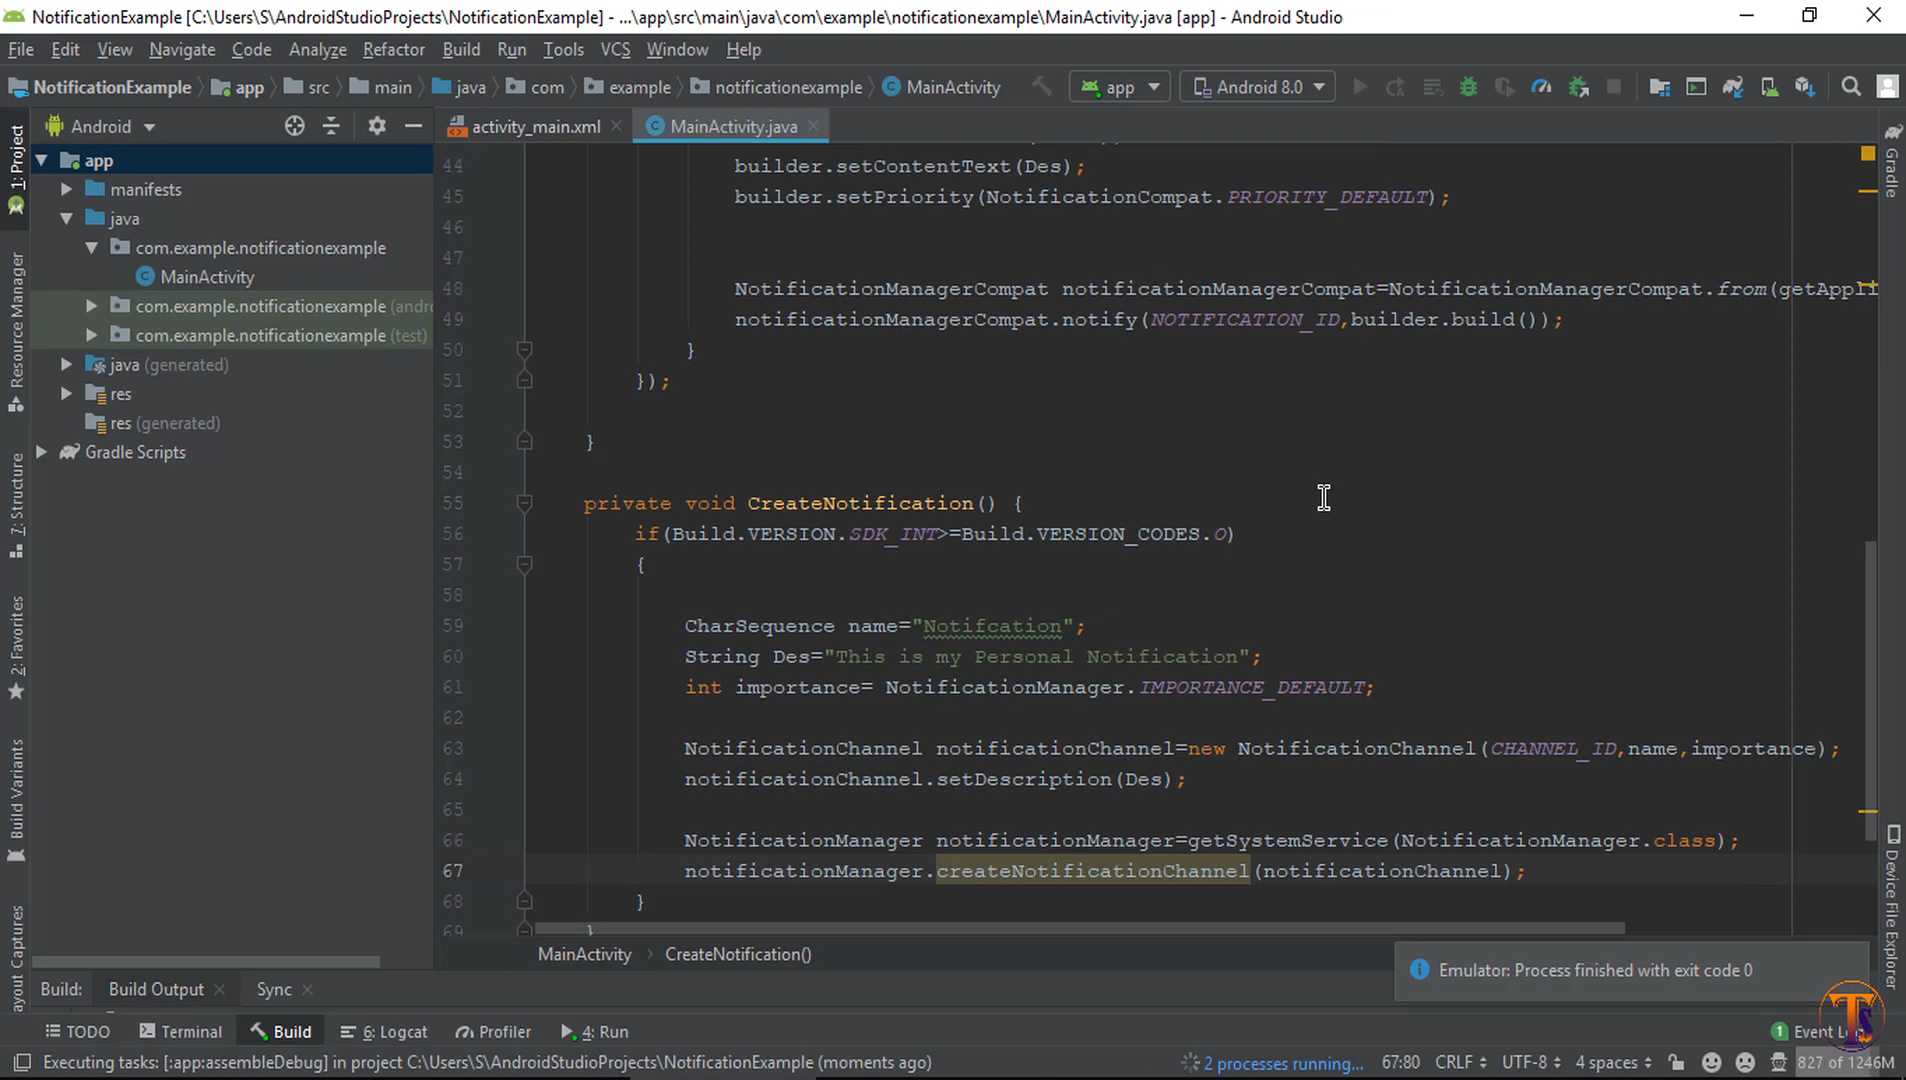 NotificationExample [C:\Users\S\AndroidStudioProjects\NotificationExample] - ...\app\src\main\java\com\example\notificationexample\MainActivity.java [app] - Android Studio
File Edit View Navigate Code Analyze Refactor Build Run Tools VCS Window Help
NotificationExample app src main java com example notificationexample MainActivity app Android 8.0
Android
activity_main.xml MainActivity.java
app
manifests
java
com.example.notificationexample
MainActivity
com.example.notificationexample (andro
com.example.notificationexample (test)
java (generated)
res
res (generated)
Gradle Scripts
1: Project
Resource Manager
7: Structure
2: Favorites
Build Variants
ayout Captures
44 builder.setContentText(Des);
45 builder.setPriority(NotificationCompat.PRIORITY_DEFAULT);
46
47
48 NotificationManagerCompat notificationManagerCompat=NotificationManagerCompat.from(getAppli
49 notificationManagerCompat.notify(NOTIFICATION_ID,builder.build());
50 }
51 });
52
53 }
54
55 private void CreateNotification() {
56 if(Build.VERSION.SDK_INT>=Build.VERSION_CODES.O)
57 {
58
59 CharSequence name="Notifcation";
60 String Des="This is my Personal Notification";
61 int importance= NotificationManager.IMPORTANCE_DEFAULT;
62
63 NotificationChannel notificationChannel=new NotificationChannel(CHANNEL_ID,name,importance);
64 notificationChannel.setDescription(Des);
65
66 NotificationManager notificationManager=getSystemService(NotificationManager.class);
67 notificationManager.createNotificationChannel(notificationChannel);
68 }
69 }
Gradle
Device File Explorer
MainActivity CreateNotification()
Emulator: Process finished with exit code 0
Build: Build Output Sync
TODO Terminal Build 6: Logcat Profiler 4: Run
1 Event Lo
TS
Executing tasks: [:app:assembleDebug] in project C:\Users\S\AndroidStudioProjects\NotificationExample (moments ago) 2 processes running... 67:80 CRLF UTF-8 4 spaces 827 of 1246M